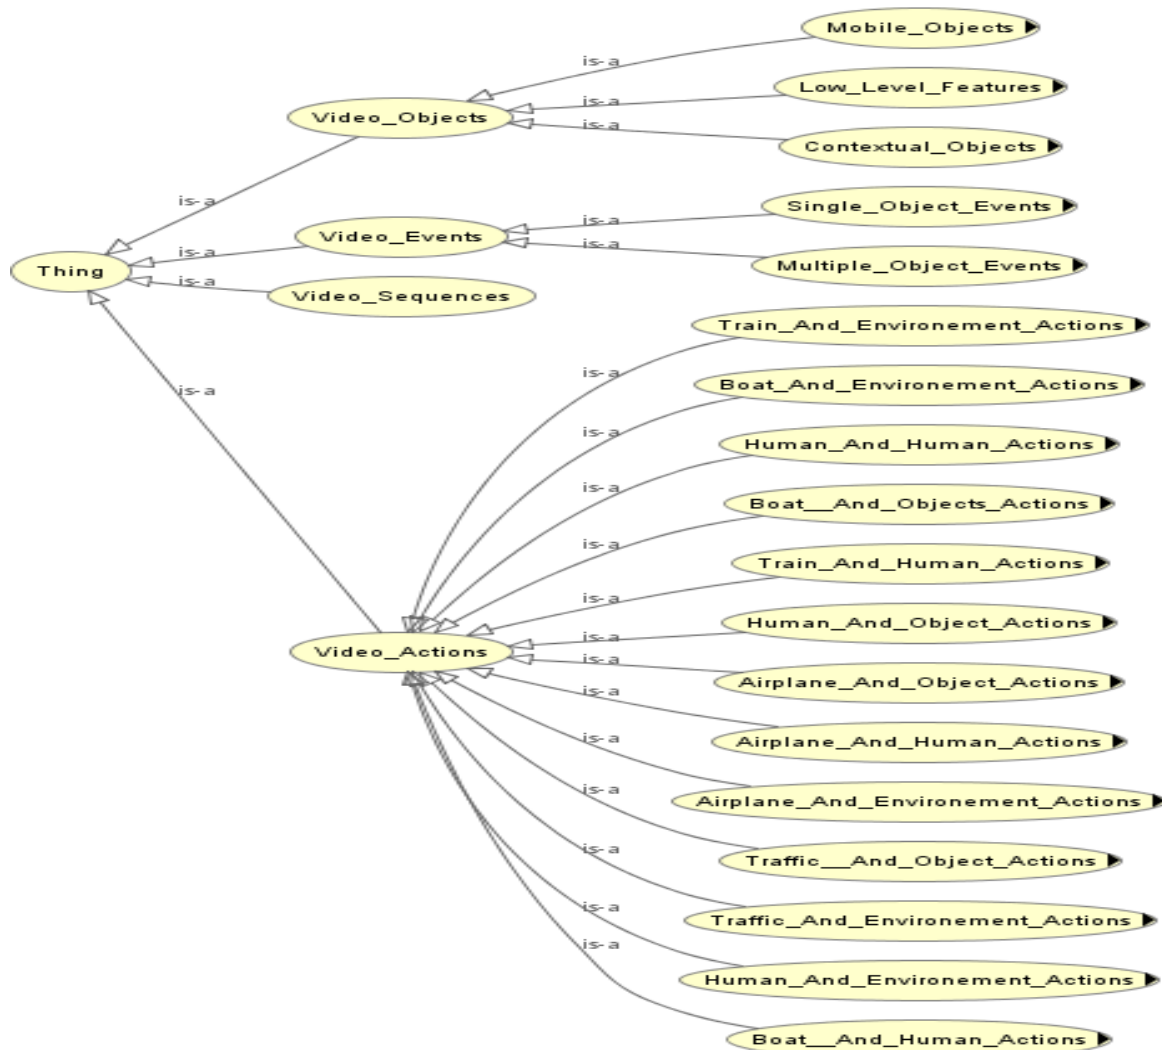 Mobile_Objects
is-a
Low_Level_Features
is-a
Video_Objects
is-a
Contextual_Objects
is-a
Single_Object_Events
is-a
Video_Events
is-a
is-a
Multiple_Object_Events
Thing
is-a
Video_Sequences
Train_And_Environement_Actions
is-a
Boat_And_Environement_Actions
is-a
is-a
Human_And_Human_Actions
is-a
Boat__And_Objects_Actions
is-a
Train_And_Human_Actions
is-a
Human_And_Object_Actions
is-a
Video_Actions
is-a
Airplane_And_Object_Actions
is-a
Airplane_And_Human_Actions
is-a
Airplane_And_Environement_Actions
is-a
Traffic__And_Object_Actions
is-a
Traffic_And_Environement_Actions
is-a
Human_And_Environement_Actions
is-a
Boat__And_Human_Actions